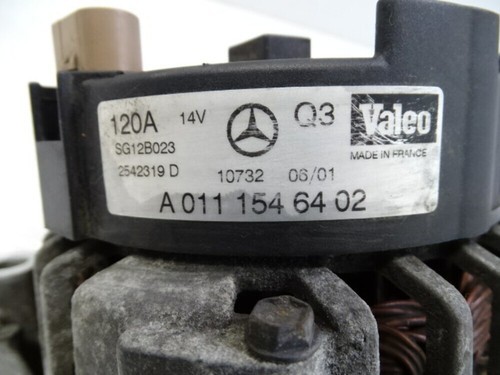 120A 14V Q3 Valeo
SG12B023 MADE IN FRANCE
2542319 D 10732 06/01
A 011 154 64 02